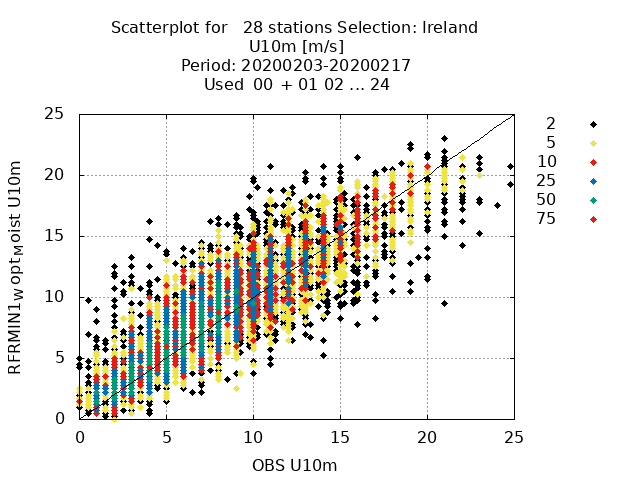 Scatterplot for 28 stations Selection: Ireland
U10m [m/s]
Period: 20200203-20200217
Used 00 + 01 02 ... 24
25
20
15
10
5
0
RFRMIN1_W opt_Moist U10m
0 5 10 15 20 25
OBS U10m
2
5
10
25
50
75